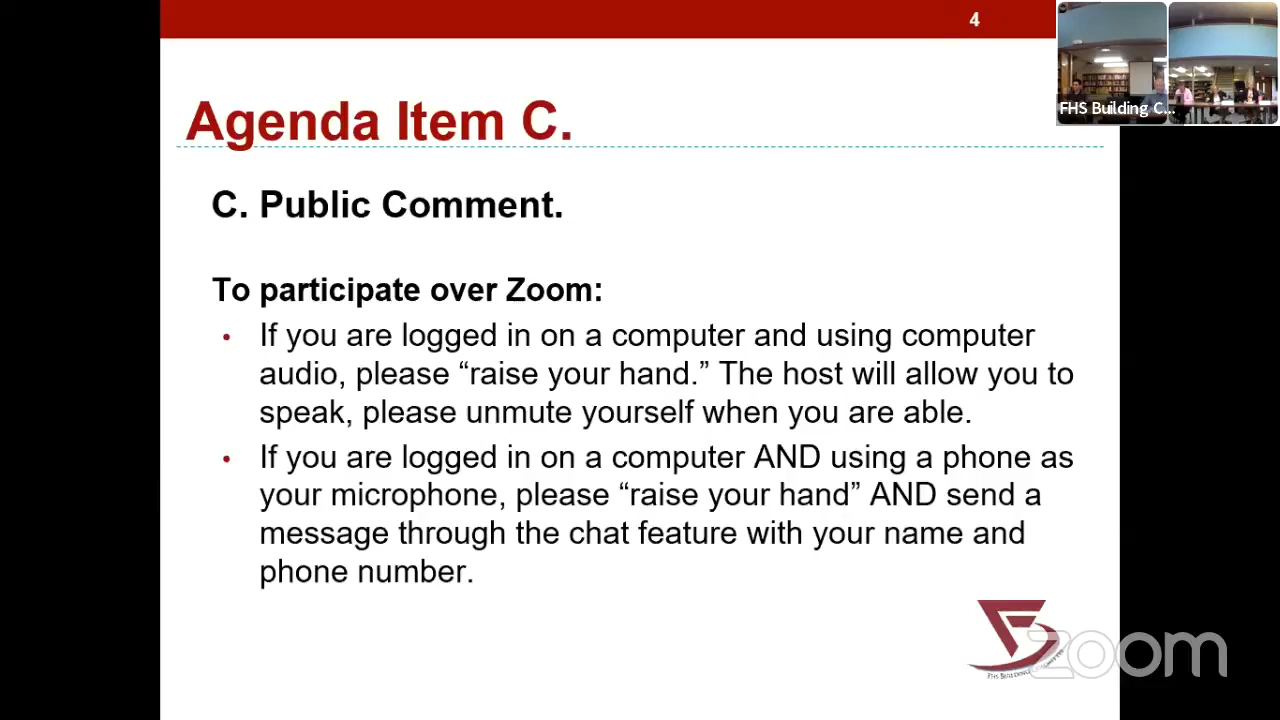 4
FHS Building C...
Agenda Item C.
C. Public Comment.
To participate over Zoom:
• If you are logged in on a computer and using computer
audio, please “raise your hand.” The host will allow you to
speak, please unmute yourself when you are able.
• If you are logged in on a computer AND using a phone as
your microphone, please “raise your hand” AND send a
message through the chat feature with your name and
phone number.
zoom